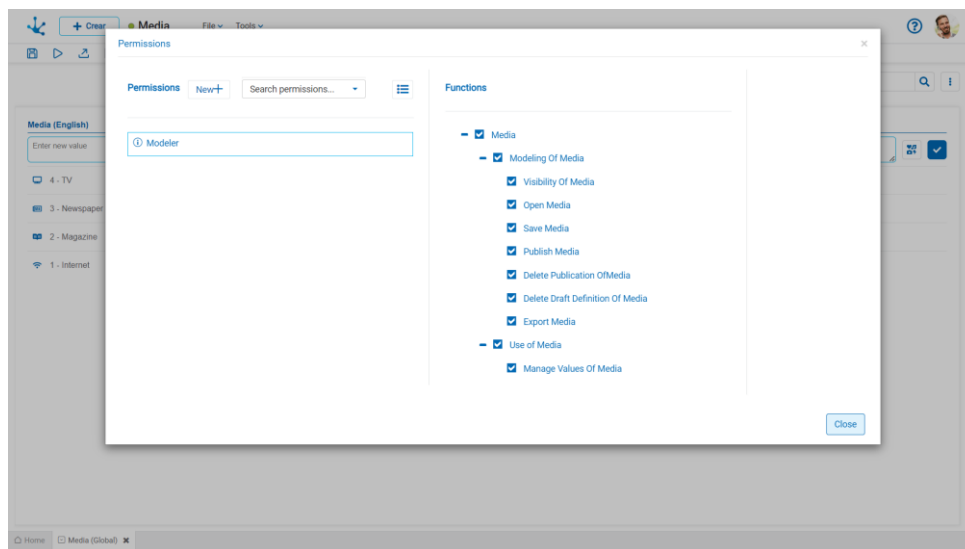 + Crear
Media
File
Tools
Permissions
×
Permissions
New+
Search permissions...
Functions
Modeler
Media
Modeling Of Media
Visibility Of Media
Open Media
Save Media
Publish Media
Delete Publication OfMedia
Delete Draft Definition Of Media
Export Media
Use of Media
Manage Values Of Media
Close
Media (English)
Enter new value
4 - TV
3 - Newspaper
2 - Magazine
1 - Internet
Home
Media (Global)